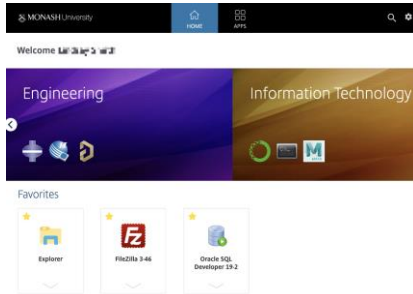 MONASH University
HOME
APPS
Welcome
Engineering
Information Technology
Favorites
Explorer
FileZilla 3-46
Oracle SQL
Developer 19-2